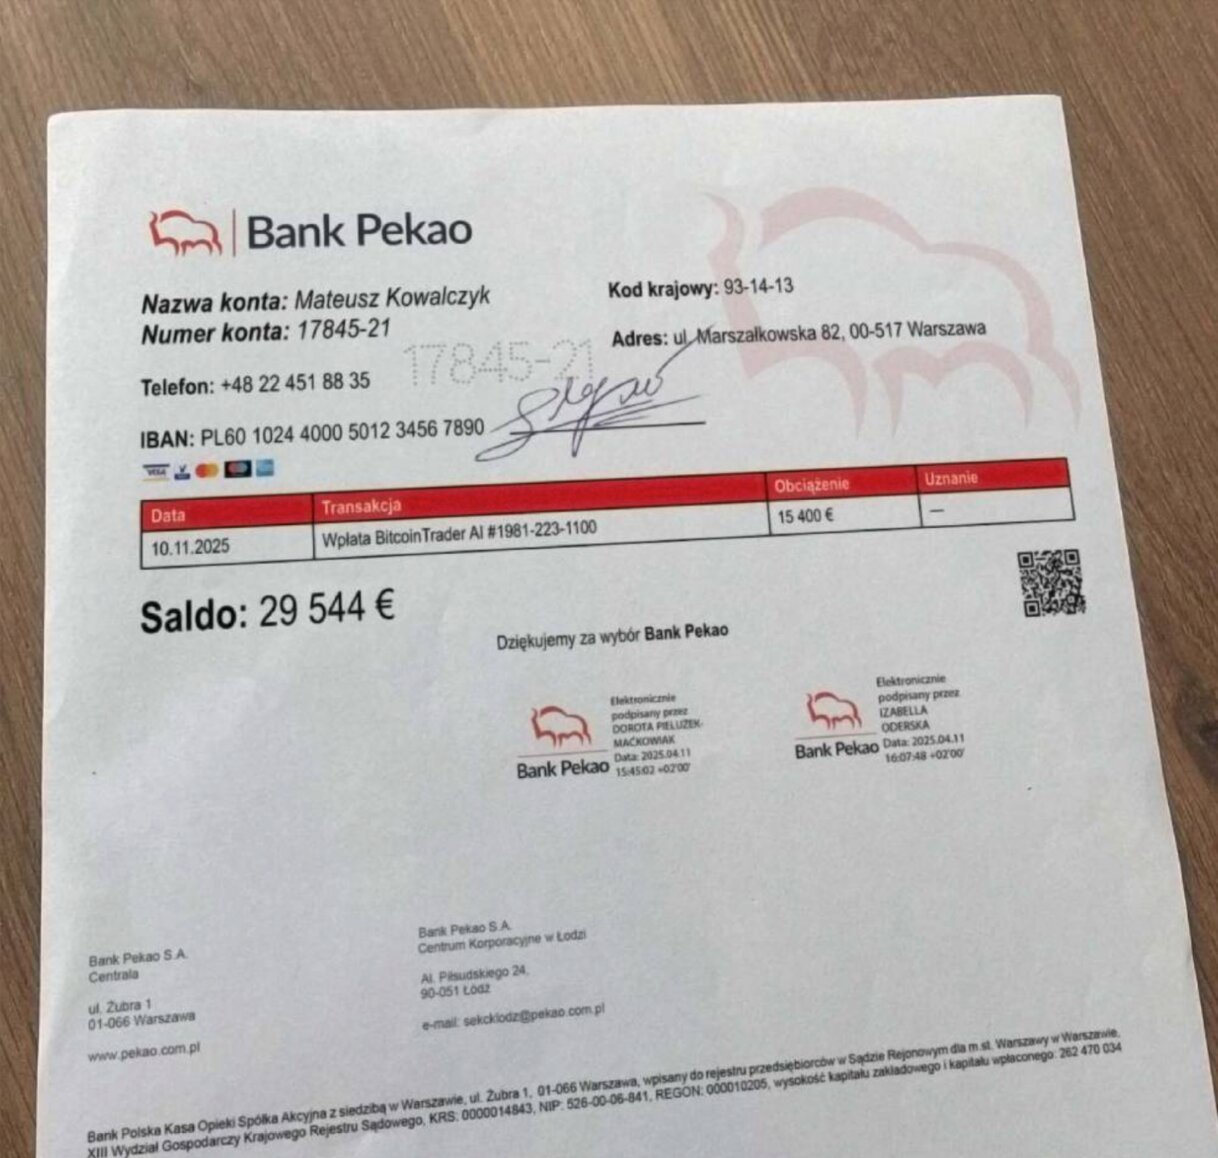 Bank Pekao
Nazwa konta: Mateusz Kowalczyk
Numer konta: 17845-21
Kod krajowy: 93-14-13
Adres: ul. Marszałkowska 82, 00-517 Warszawa
17845-21
Telefon: +48 22 451 88 35
IBAN: PL60 1024 4000 5012 3456 7890
VISA
Data Transakcja Obciążenie Uznanie
10.11.2025 Wpłata BitcoinTrader AI #1981-223-1100 15 400 € —
Saldo: 29 544 €
Dziękujemy za wybór Bank Pekao
Bank Pekao
Elektronicznie
podpisany przez
DOROTA PIELUZEK-
MAĆKOWIAK
Data: 2025.04.11
15:45:02 +02'00'
Bank Pekao
Elektronicznie
podpisany przez
IZABELLA
ODERSKA
Data: 2025.04.11
16:07:48 +02'00'
Bank Pekao S.A.
Centrala
ul. Żubra 1
01-066 Warszawa
www.pekao.com.pl
Bank Pekao S.A.
Centrum Korporacyjne w Łodzi
Al. Piłsudskiego 24,
90-051 Łódź
e-mail: sekcklodz@pekao.com.pl
Bank Polska Kasa Opieki Spółka Akcyjna z siedzibą w Warszawie, ul. Żubra 1, 01-066 Warszawa, wpisany do rejestru przedsiębiorców w Sądzie Rejonowym dla m.st. Warszawy w Warszawie,
XIII Wydział Gospodarczy Krajowego Rejestru Sądowego, KRS: 0000014843, NIP: 526-00-06-841, REGON: 000010205, wysokość kapitału zakładowego i kapitału wpłaconego: 262 470 034